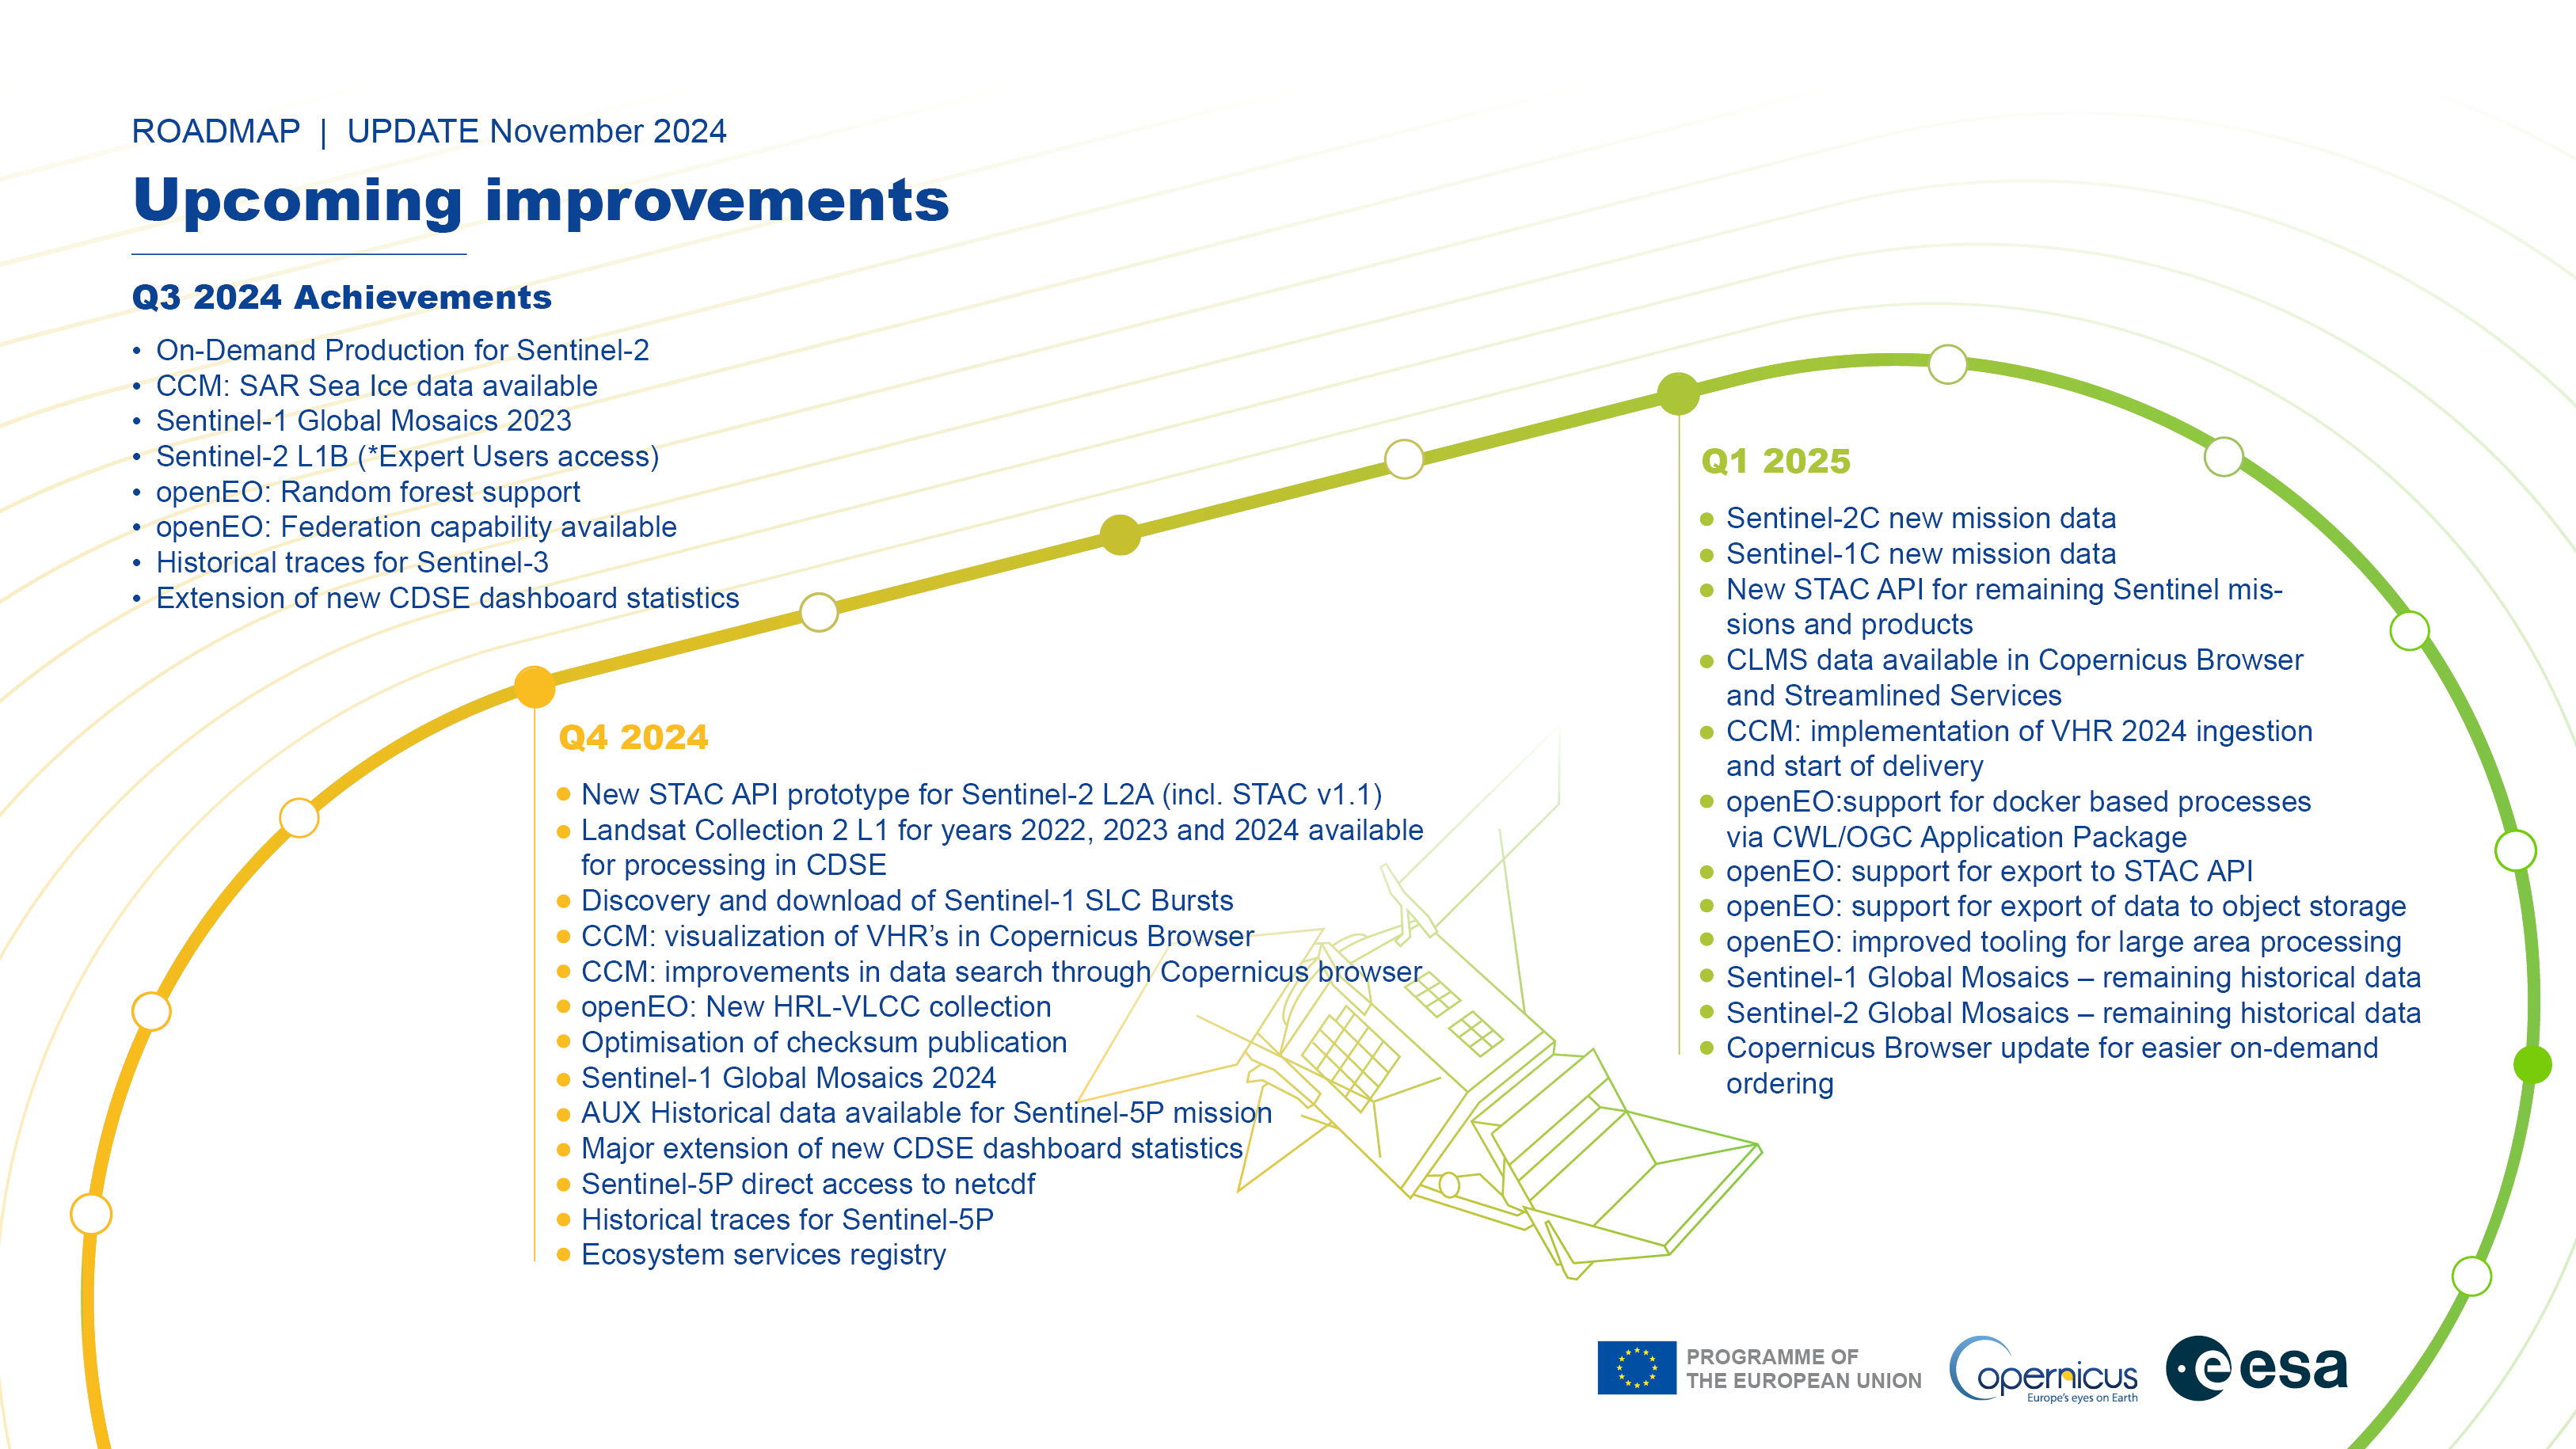 ROADMAP | UPDATE November 2024
Upcoming improvements
Q3 2024 Achievements
• On-Demand Production for Sentinel-2
• CCM: SAR Sea Ice data available
• Sentinel-1 Global Mosaics 2023
• Sentinel-2 L1B (*Expert Users access)
• openEO: Random forest support
• openEO: Federation capability available
• Historical traces for Sentinel-3
• Extension of new CDSE dashboard statistics
Q4 2024
• New STAC API prototype for Sentinel-2 L2A (incl. STAC v1.1)
• Landsat Collection 2 L1 for years 2022, 2023 and 2024 available
for processing in CDSE
• Discovery and download of Sentinel-1 SLC Bursts
• CCM: visualization of VHR’s in Copernicus Browser
• CCM: improvements in data search through Copernicus browser
• openEO: New HRL-VLCC collection
• Optimisation of checksum publication
• Sentinel-1 Global Mosaics 2024
• AUX Historical data available for Sentinel-5P mission
• Major extension of new CDSE dashboard statistics
• Sentinel-5P direct access to netcdf
• Historical traces for Sentinel-5P
• Ecosystem services registry
Q1 2025
• Sentinel-2C new mission data
• Sentinel-1C new mission data
• New STAC API for remaining Sentinel mis-
sions and products
• CLMS data available in Copernicus Browser
and Streamlined Services
• CCM: implementation of VHR 2024 ingestion
and start of delivery
• openEO:support for docker based processes
via CWL/OGC Application Package
• openEO: support for export to STAC API
• openEO: support for export of data to object storage
• openEO: improved tooling for large area processing
• Sentinel-1 Global Mosaics – remaining historical data
• Sentinel-2 Global Mosaics – remaining historical data
• Copernicus Browser update for easier on-demand
ordering
PROGRAMME OF
THE EUROPEAN UNION
opernicus
Europe's eyes on Earth
esa